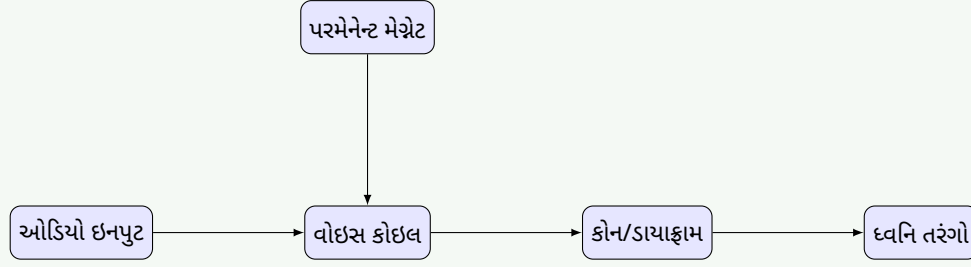 પરમેનેન્ટ મેગ્નેટ
ઓડિયો ઇનપુટ
વોઇસ કોઇલ
કોન/ડાયાફ્રામ
ધ્વનિ તરંગો